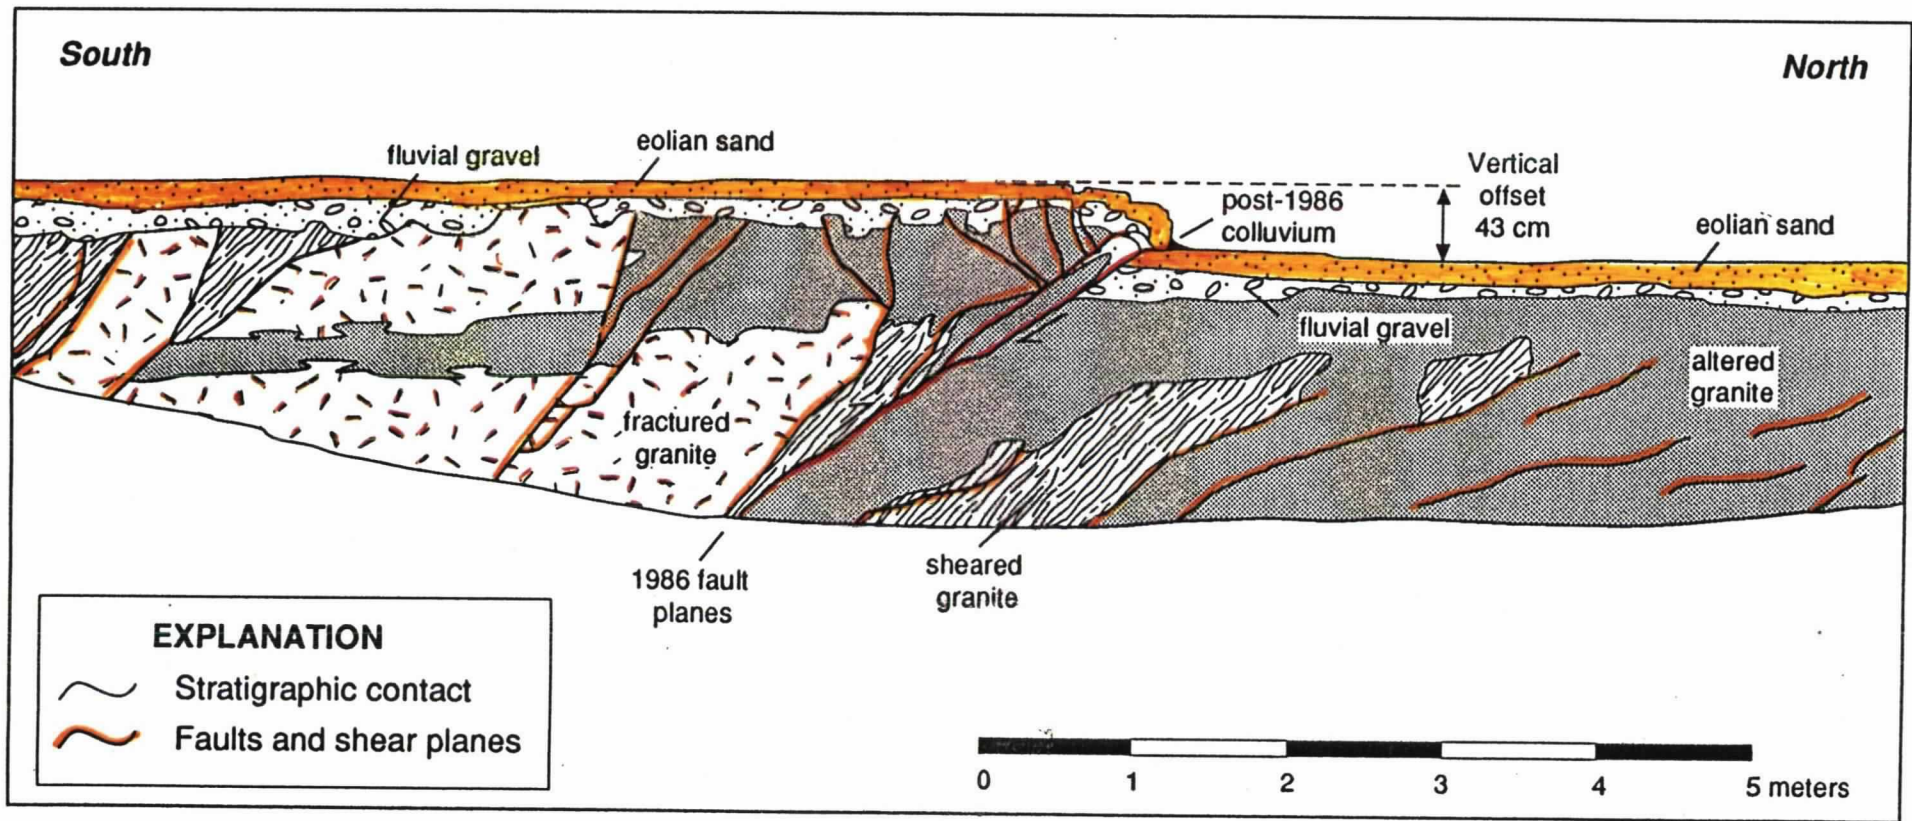 South
North
fluvial gravel
eolian sand
Vertical
offset
43 cm
post-1986
colluvium
eolian sand
fluvial gravel
altered
granite
fractured
granite
1986 fault
planes
sheared
granite
EXPLANATION
Stratigraphic contact
Faults and shear planes
0 1 2 3 4 5 meters